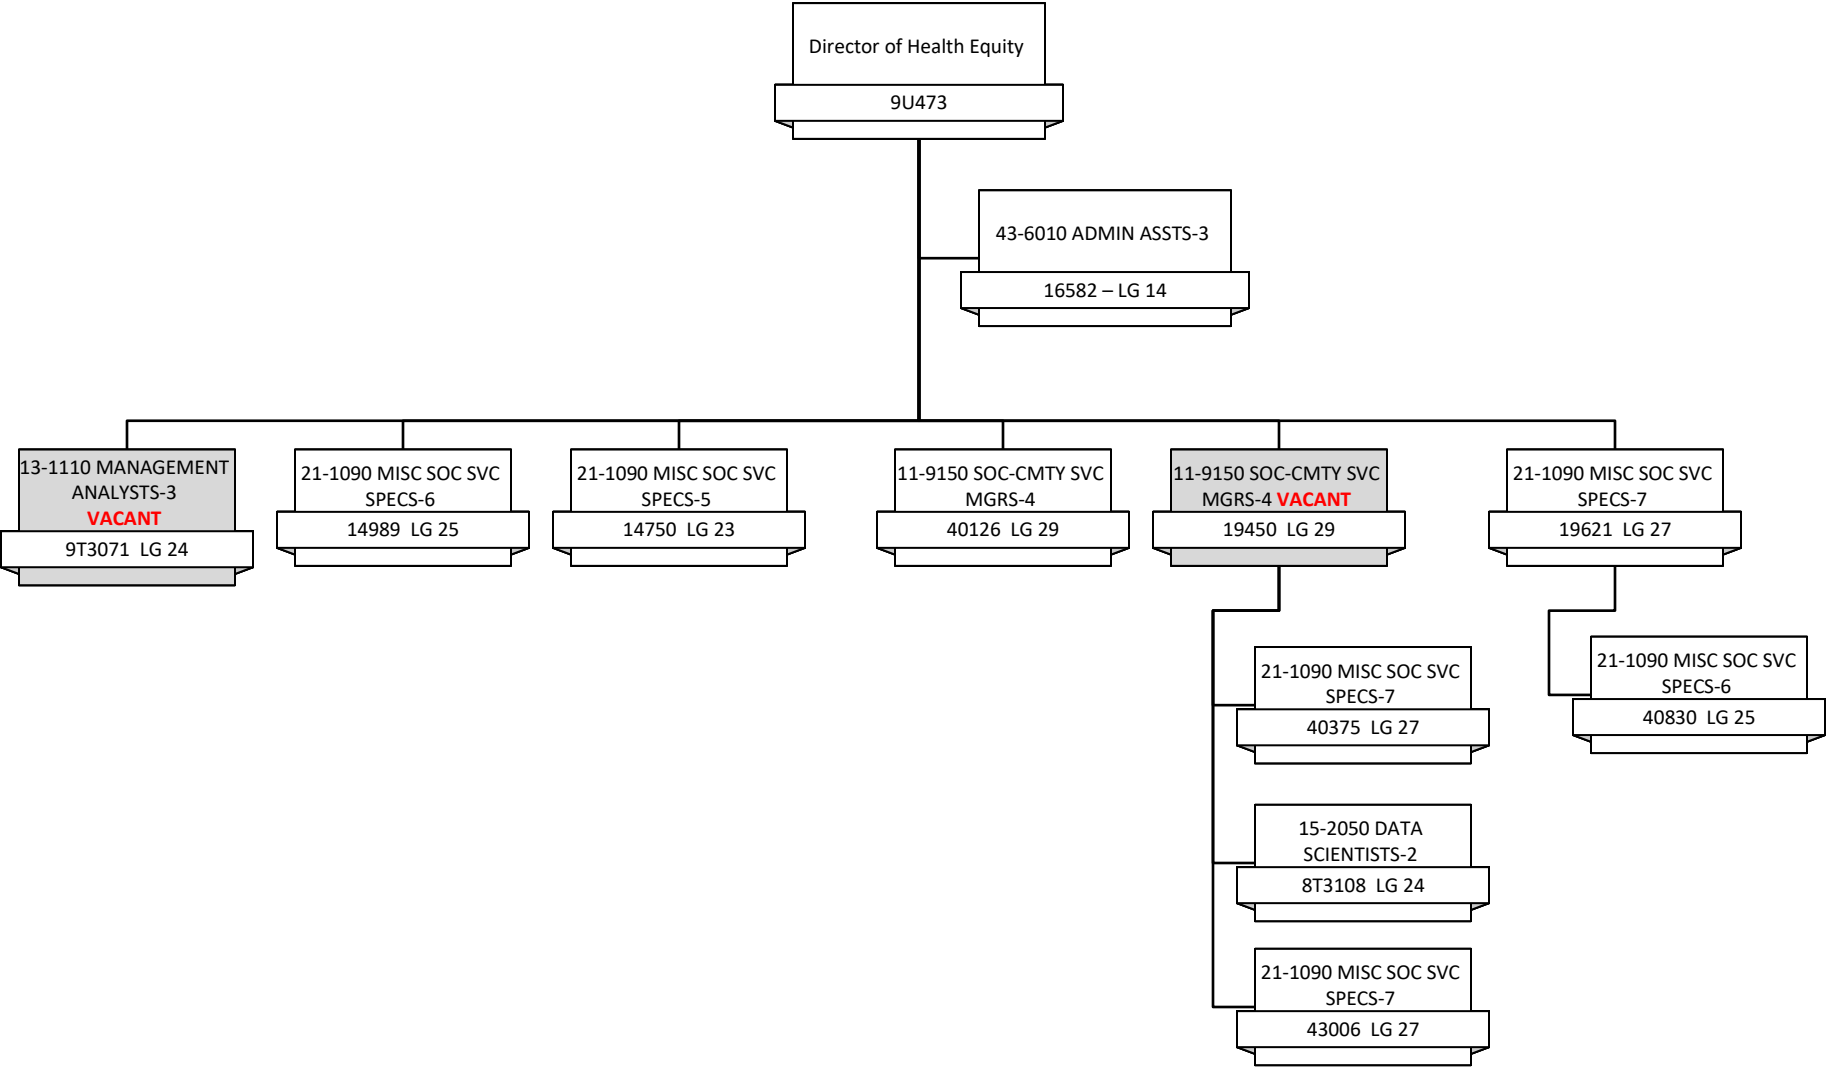 Director of Health Equity
9U473
43-6010 ADMIN ASSTS-3
16582 – LG 14
13-1110 MANAGEMENT
ANALYSTS-3
VACANT
9T3071 LG 24
21-1090 MISC SOC SVC
SPECS-6
14989 LG 25
21-1090 MISC SOC SVC
SPECS-5
14750 LG 23
11-9150 SOC-CMTY SVC
MGRS-4
40126 LG 29
11-9150 SOC-CMTY SVC
MGRS-4 VACANT
19450 LG 29
21-1090 MISC SOC SVC
SPECS-7
19621 LG 27
21-1090 MISC SOC SVC
SPECS-7
40375 LG 27
15-2050 DATA
SCIENTISTS-2
8T3108 LG 24
21-1090 MISC SOC SVC
SPECS-7
43006 LG 27
21-1090 MISC SOC SVC
SPECS-6
40830 LG 25